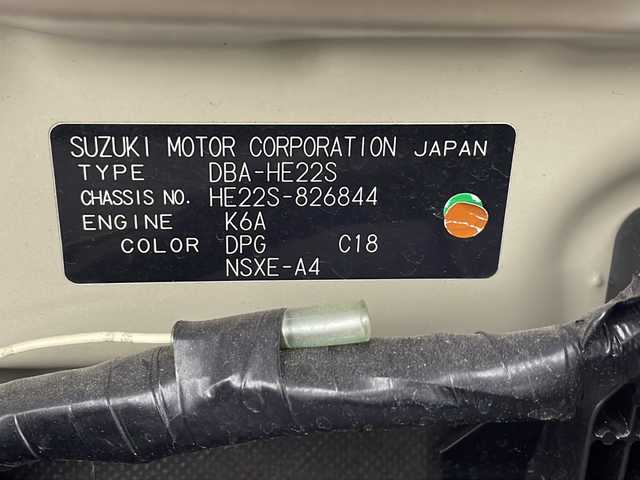 SUZUKI MOTOR CORPORATION JAPAN
TYPE DBA-HE22S
CHASSIS NO. HE22S-826844
ENGINE K6A
COLOR DPG C18
NSXE-A4